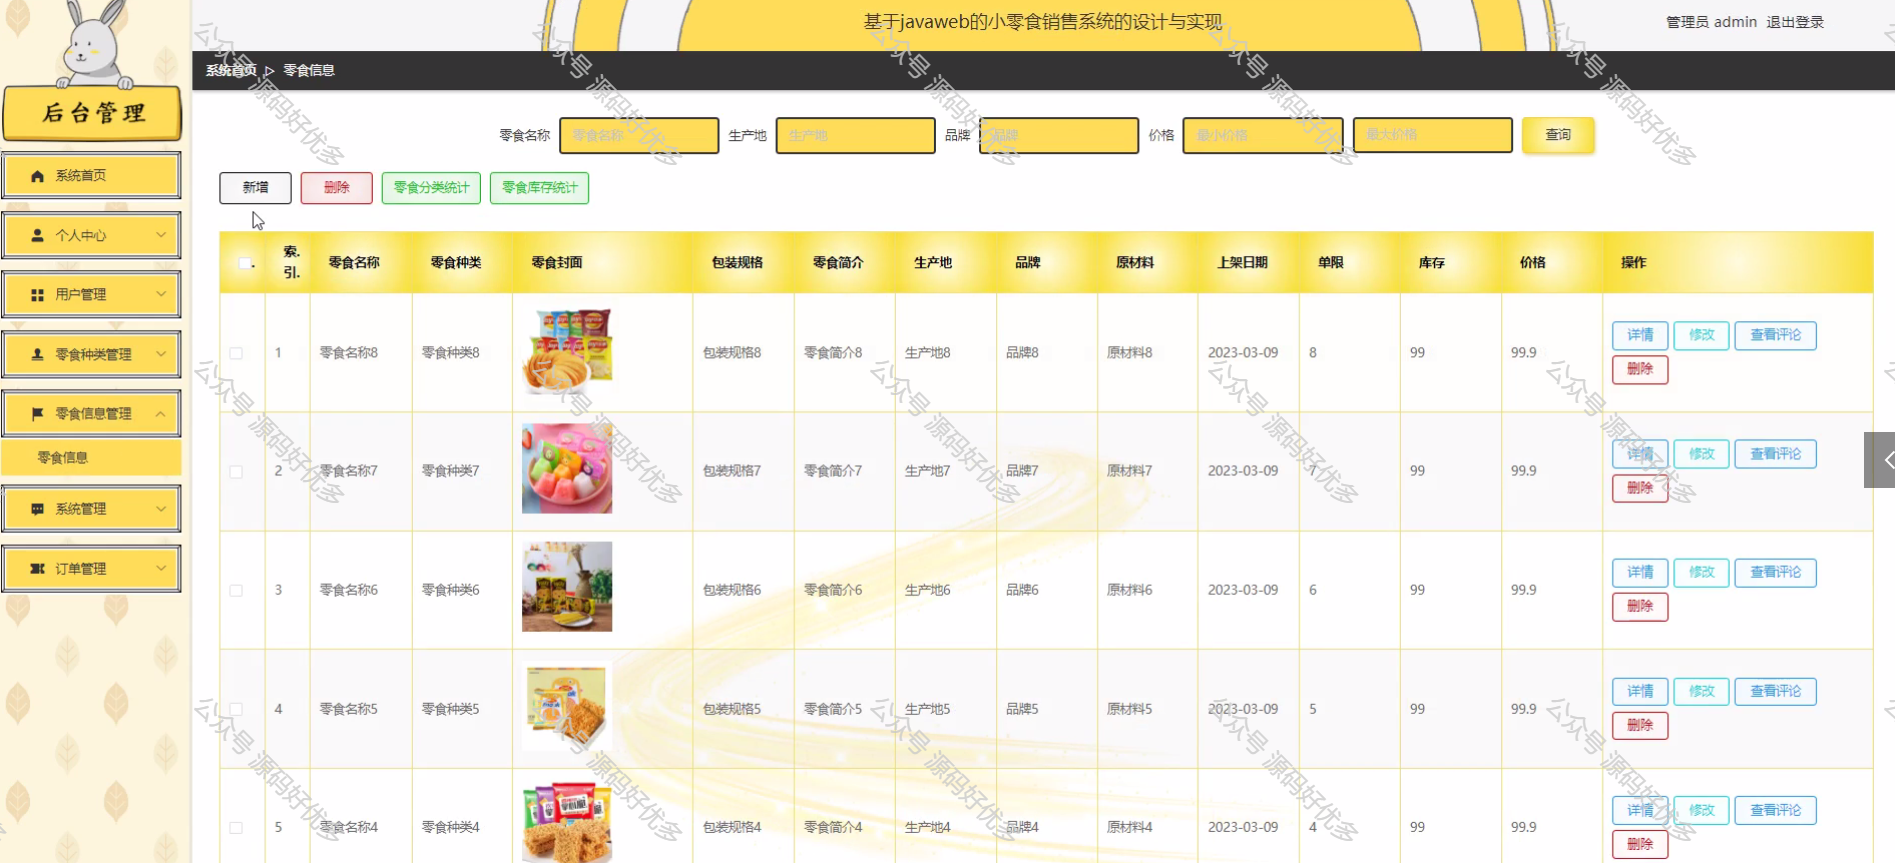 基于javaweb的小零食销售系统的设计与实现
管理员 admin 退出登录
后台管理
系统首页 ▷ 零食信息
系统首页
个人中心
用户管理
零食种类管理
零食信息管理
零食信息
系统管理
订单管理
零食名称 零食名称 生产地 生产地 品牌 品牌 价格 最小价格 最大价格 查询
新增 删除 零食分类统计 零食库存统计
索引. 零食名称 零食种类 零食封面 包装规格 零食简介 生产地 品牌 原材料 上架日期 单限 库存 价格 操作
1 零食名称8 零食种类8 包装规格8 零食简介8 生产地8 品牌8 原材料8 2023-03-09 8 99 99.9 详情 修改 查看评论
删除
2 零食名称7 零食种类7 包装规格7 零食简介7 生产地7 品牌7 原材料7 2023-03-09 7 99 99.9 详情 修改 查看评论
删除
3 零食名称6 零食种类6 包装规格6 零食简介6 生产地6 品牌6 原材料6 2023-03-09 6 99 99.9 详情 修改 查看评论
删除
4 零食名称5 零食种类5 包装规格5 零食简介5 生产地5 品牌5 原材料5 2023-03-09 5 99 99.9 详情 修改 查看评论
删除
5 零食名称4 零食种类4 包装规格4 零食简介4 生产地4 品牌4 原材料4 2023-03-09 4 99 99.9 详情 修改 查看评论
删除
公众号 源码好优多